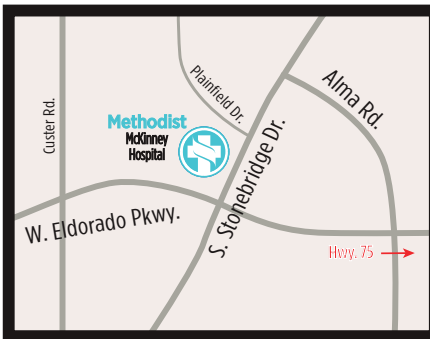 Custer Rd.
Plainfield Dr.
Alma Rd.
Methodist
McKinney
Hospital
S. Stonebridge Dr.
W. Eldorado Pkwy.
Hwy. 75